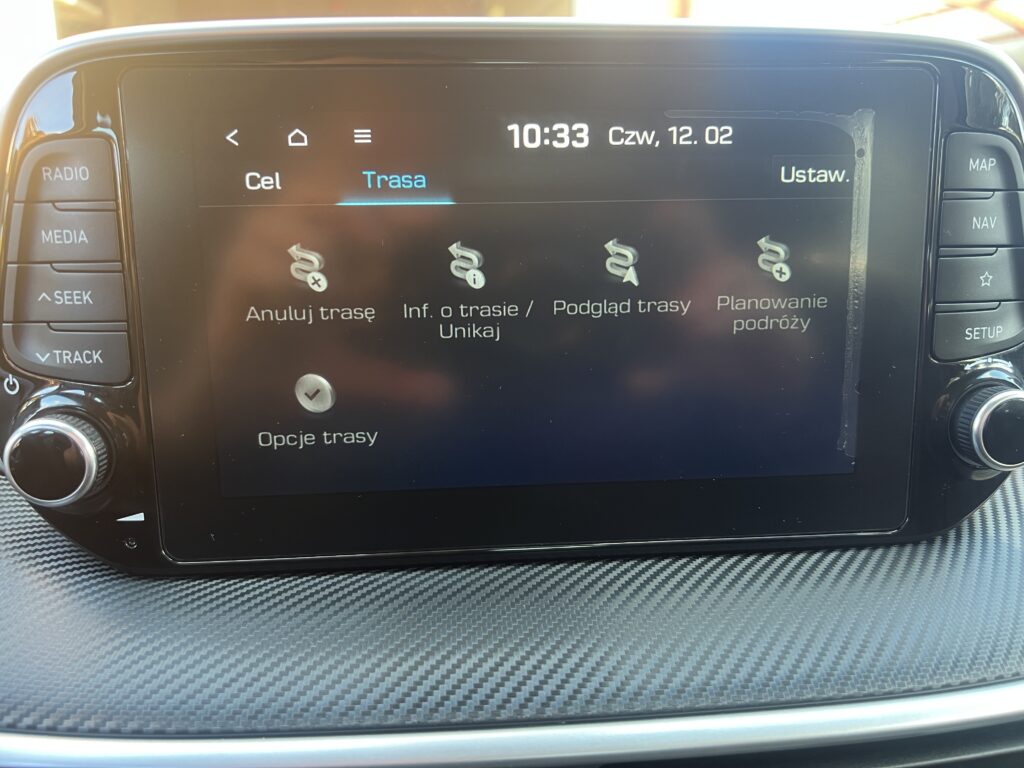 10:33 Czw, 12. 02
Cel Trasa Ustaw.
Anuluj trasę Inf. o trasie / Unikaj Podgląd trasy Planowanie podróży
Opcje trasy
RADIO
MEDIA
SEEK
TRACK
MAP
NAV
SETUP